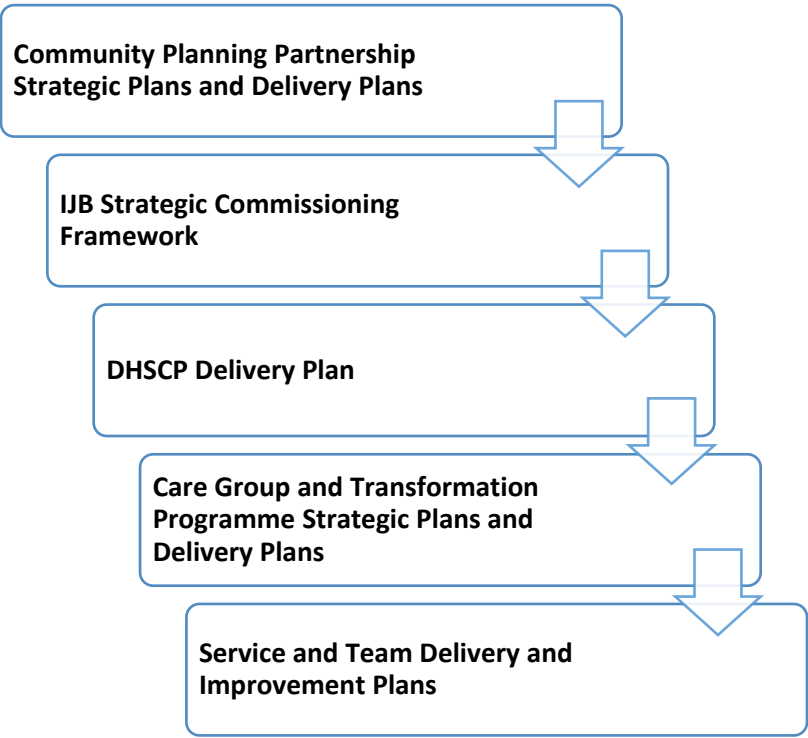 Community Planning Partnership
Strategic Plans and Delivery Plans
IJB Strategic Commissioning
Framework
DHSCP Delivery Plan
Care Group and Transformation
Programme Strategic Plans and
Delivery Plans
Service and Team Delivery and
Improvement Plans